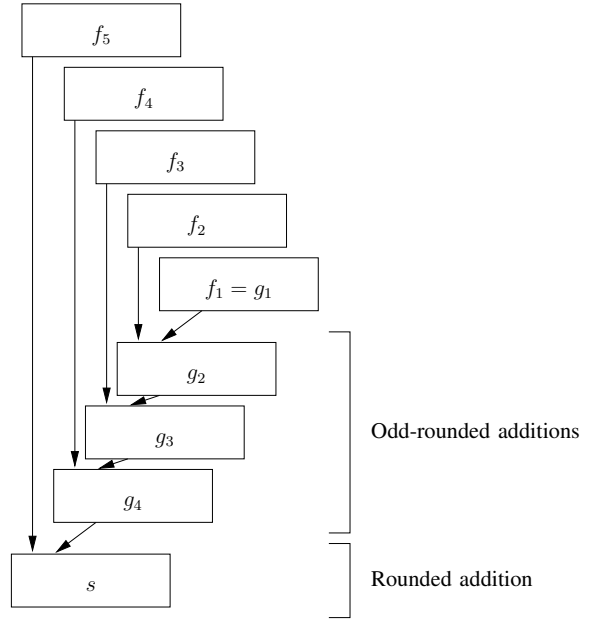 f₅
f₄
f₃
f₂
f₁ = g₁
g₂
g₃
Odd-rounded additions
g₄
s
Rounded addition